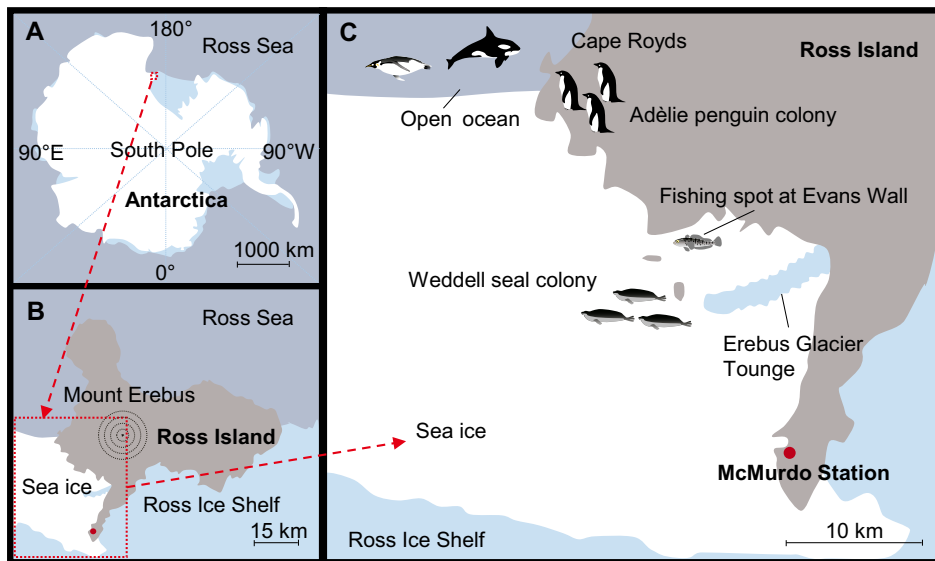 A
180°
Ross Sea
90°E
South Pole
90°W
Antarctica
1000 km
0°
B
Ross Sea
Mount Erebus
Ross Island
Sea ice
Ross Ice Shelf
15 km
C
Cape Royds
Ross Island
Open ocean
Adèlie penguin colony
Fishing spot at Evans Wall
Weddell seal colony
Erebus Glacier
Tounge
Sea ice
McMurdo Station
10 km
Ross Ice Shelf